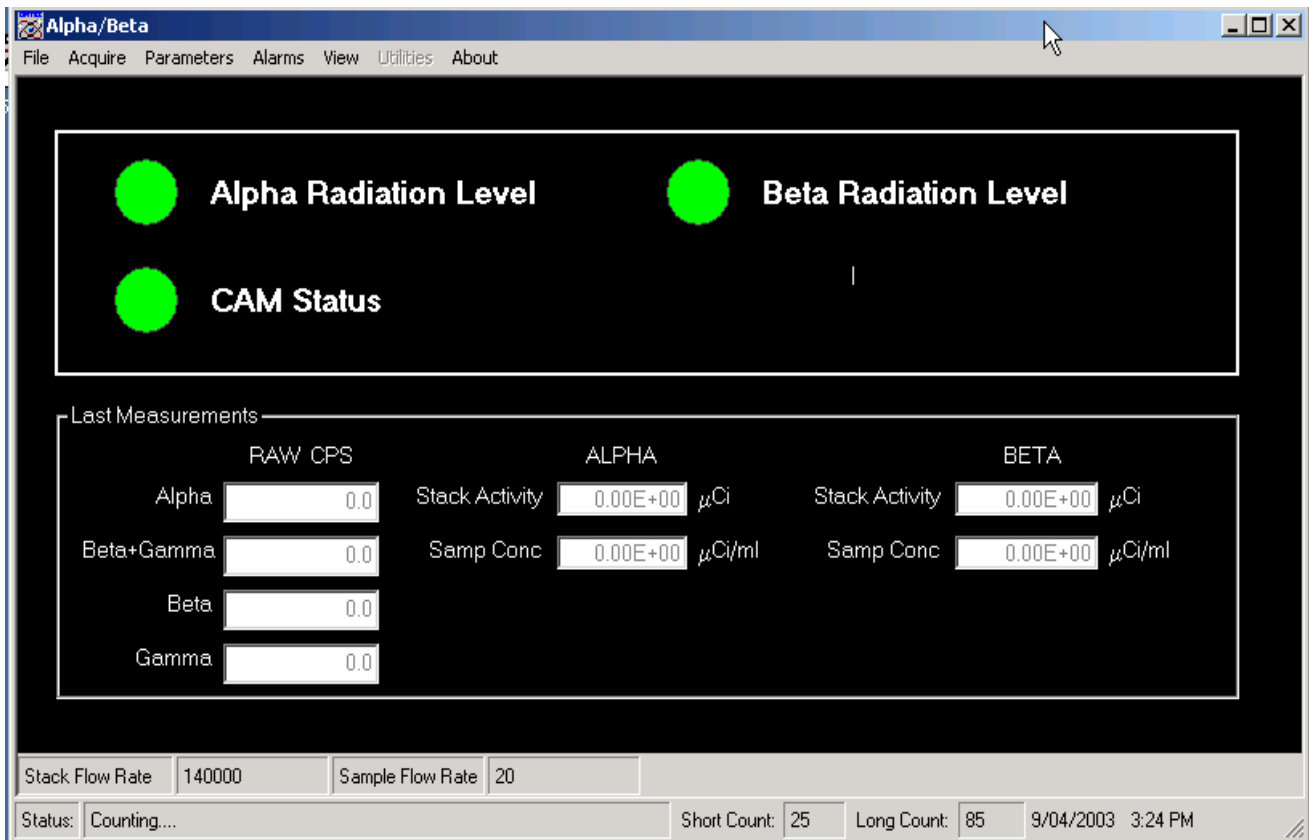 Alpha/Beta
File Acquire Parameters Alarms View Utilities About
Alpha Radiation Level Beta Radiation Level
CAM Status
Last Measurements
RAW CPS ALPHA BETA
Alpha 0.0 Stack Activity 0.00E+00 μCi Stack Activity 0.00E+00 μCi
Beta+Gamma 0.0 Samp Conc 0.00E+00 μCi/ml Samp Conc 0.00E+00 μCi/ml
Beta 0.0
Gamma 0.0
Stack Flow Rate 140000 Sample Flow Rate 20
Status: Counting.... Short Count: 25 Long Count: 85 9/04/2003 3:24 PM